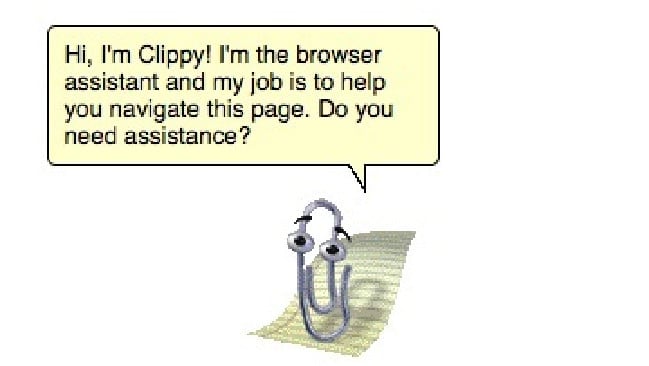 Hi, I'm Clippy! I'm the browser
assistant and my job is to help
you navigate this page. Do you
need assistance?